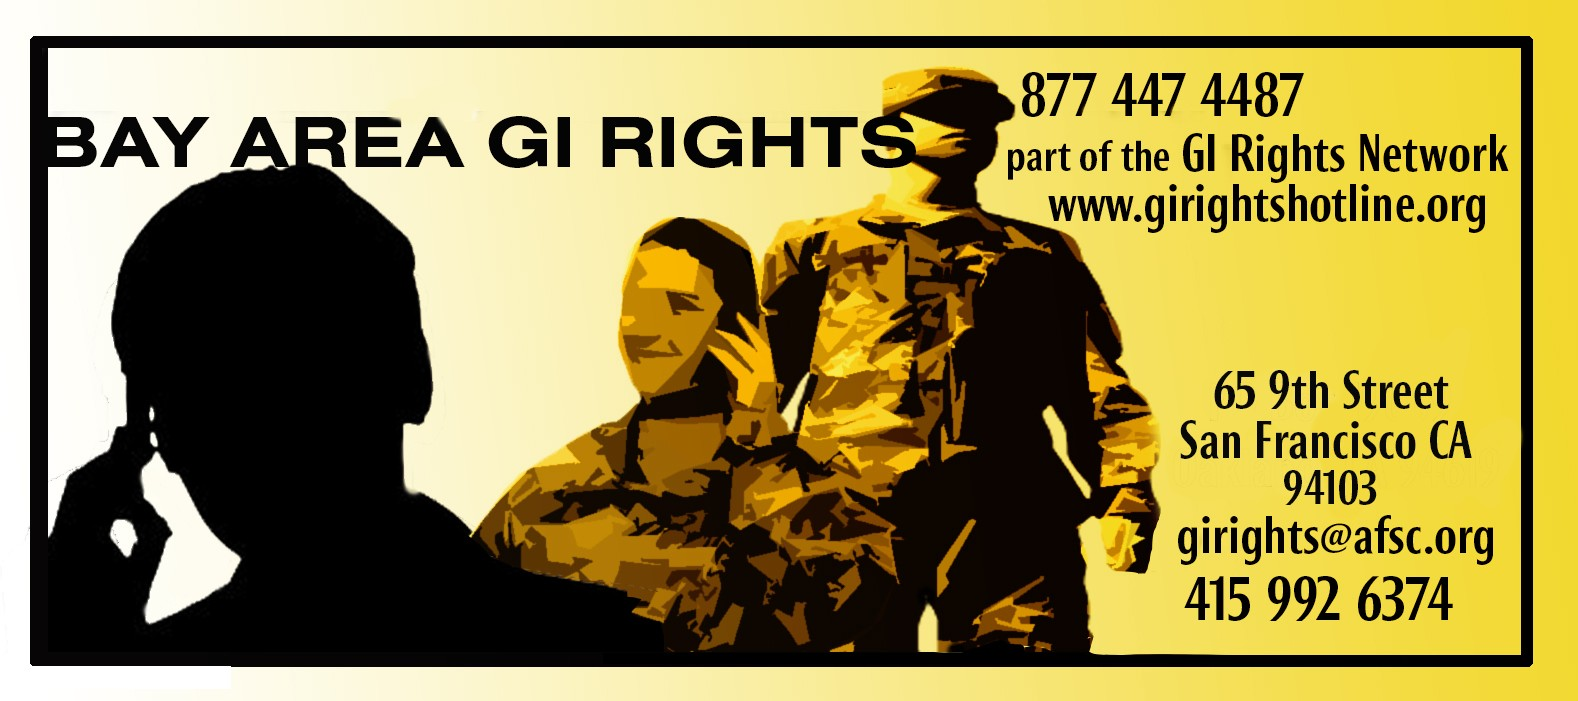 BAY AREA GI RIGHTS
877 447 4487
part of the GI Rights Network
www.girightshotline.org
65 9th Street
San Francisco CA
94103
girights@afsc.org
415 992 6374